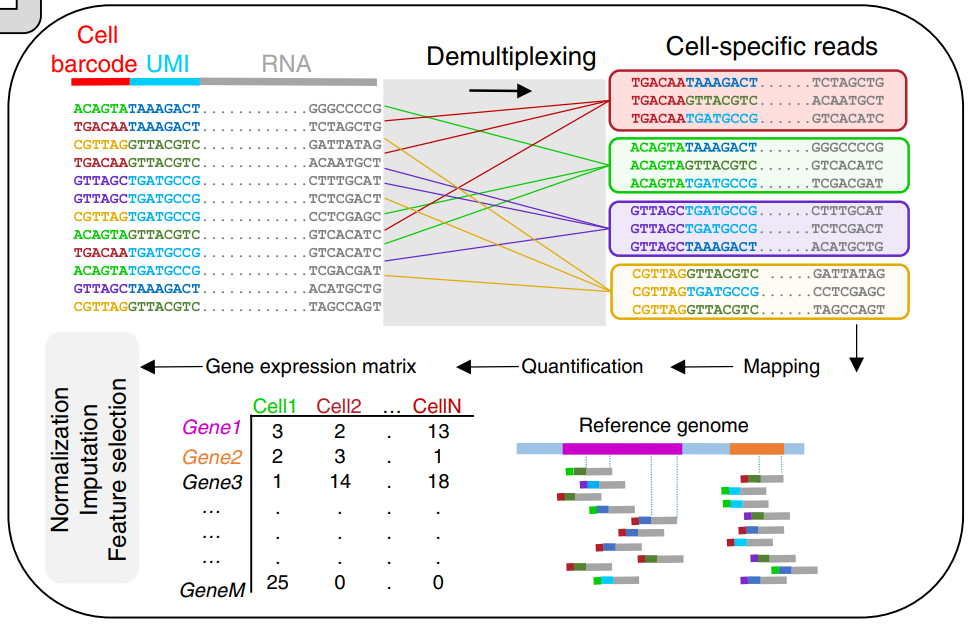 Cell
barcode UMI RNA
ACAGTATAAAGACT...........GGGCCCCG
TGACAATAAAGACT...........TCTAGCTG
CGTTAGGTTACGTC...........GATTATAG
TGACAAGTTACGTC...........ACAATGCT
GTTAGCTGATGCCG...........CTTTGCAT
GTTAGCTGATGCCG...........TCTCGACT
CGTTAGTGATGCCG...........CCTCGAGC
ACAGTAGTTACGTC...........GTCACATC
TGACAATGATGCCG...........GTCACATC
ACAGTATGATGCCG...........TCGACGAT
GTTAGCTAAAGACT...........ACATGCTG
CGTTAGGTTACGTC...........TAGCCAGT
Demultiplexing
Cell-specific reads
TGACAATAAAGACT......TCTAGCTG
TGACAAGTTACGTC......ACAATGCT
TGACAATGATGCCG......GTCACATC
ACAGTATAAAGACT......GGGCCCCG
ACAGTAGTTACGTC......GTCACATC
ACAGTATGATGCCG......TCGACGAT
GTTAGCTGATGCCG......CTTTGCAT
GTTAGCTGATGCCG......TCTCGACT
GTTAGCTAAAGACT......ACATGCTG
CGTTAGGTTACGTC......GATTATAG
CGTTAGTGATGCCG......CCTCGAGC
CGTTAGGTTACGTC......TAGCCAGT
Mapping
Quantification
Gene expression matrix
Reference genome
Cell1 Cell2 ... CellN
Gene1 3 2 . 13
Gene2 2 3 . 1
Gene3 1 14 . 18
... . . . .
... . . . .
... . . . .
GeneM 25 0 . 0
Normalization
Imputation
Feature selection